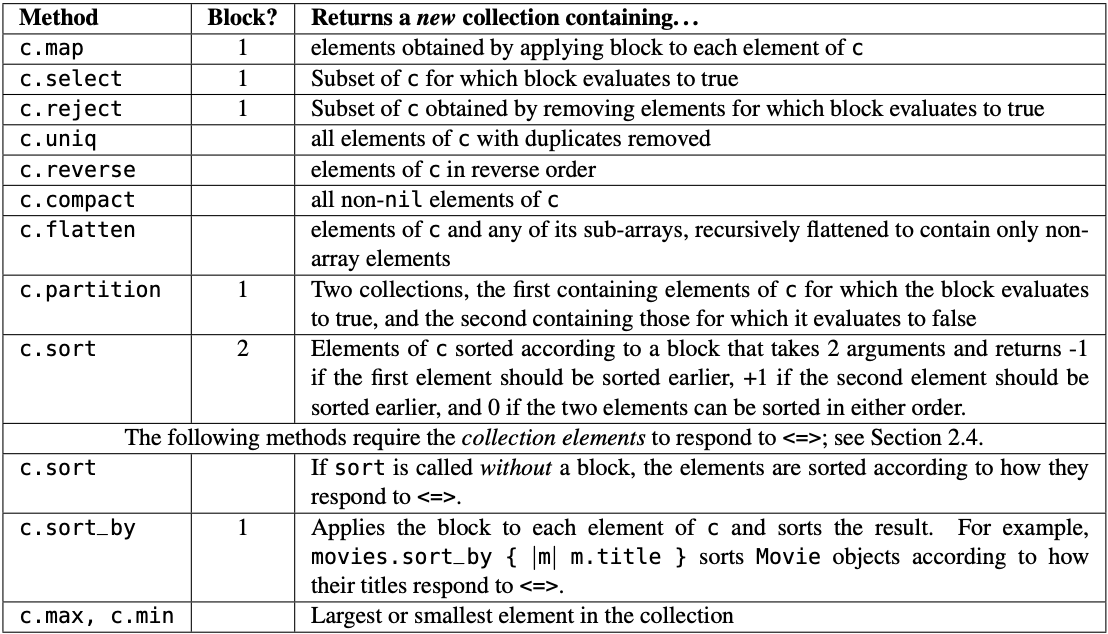 Method Block? Returns a new collection containing...
c.map 1 elements obtained by applying block to each element of c
c.select 1 Subset of c for which block evaluates to true
c.reject 1 Subset of c obtained by removing elements for which block evaluates to true
c.uniq all elements of c with duplicates removed
c.reverse elements of c in reverse order
c.compact all non-nil elements of c
c.flatten elements of c and any of its sub-arrays, recursively flattened to contain only non-
array elements
c.partition 1 Two collections, the first containing elements of c for which the block evaluates
to true, and the second containing those for which it evaluates to false
c.sort 2 Elements of c sorted according to a block that takes 2 arguments and returns -1
if the first element should be sorted earlier, +1 if the second element should be
sorted earlier, and 0 if the two elements can be sorted in either order.
The following methods require the collection elements to respond to <=>; see Section 2.4.
c.sort If sort is called without a block, the elements are sorted according to how they
respond to <=>.
c.sort_by 1 Applies the block to each element of c and sorts the result. For example,
movies.sort_by { |m| m.title } sorts Movie objects according to how
their titles respond to <=>.
c.max, c.min Largest or smallest element in the collection